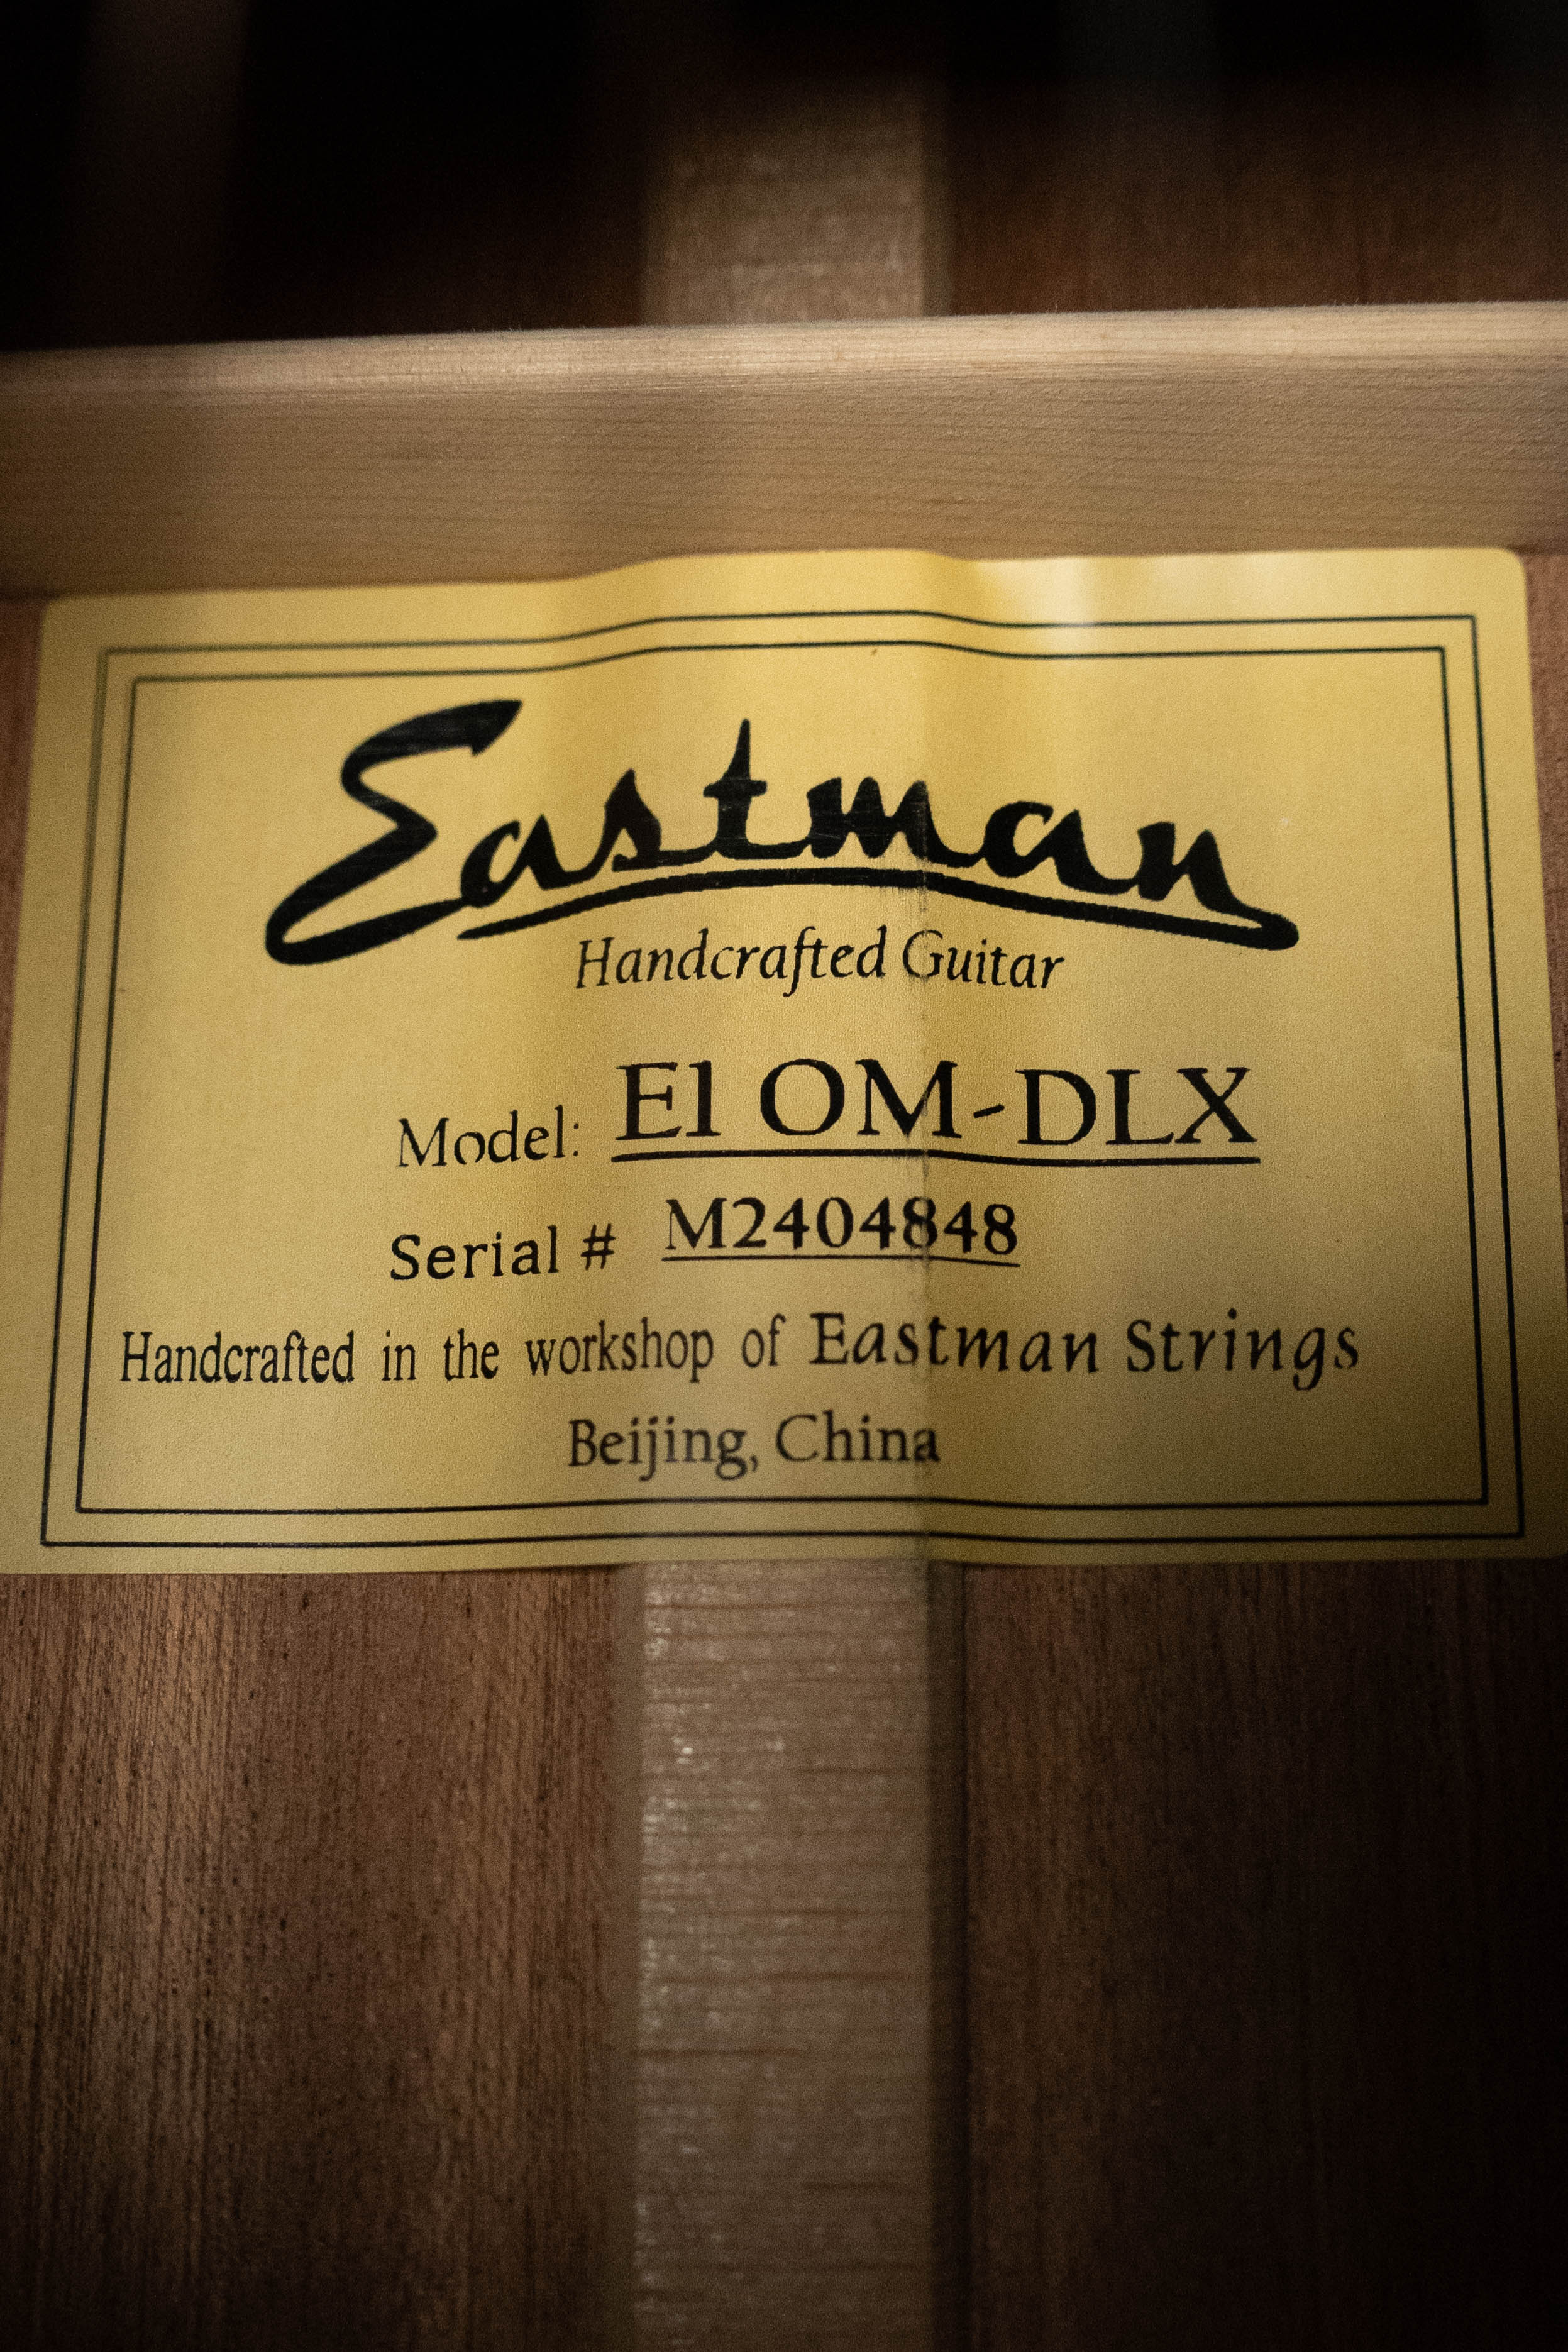 Eastman
Handcrafted Guitar
Model: E1 OM-DLX
Serial # M2404848
Handcrafted in the workshop of Eastman Strings
Beijing, China